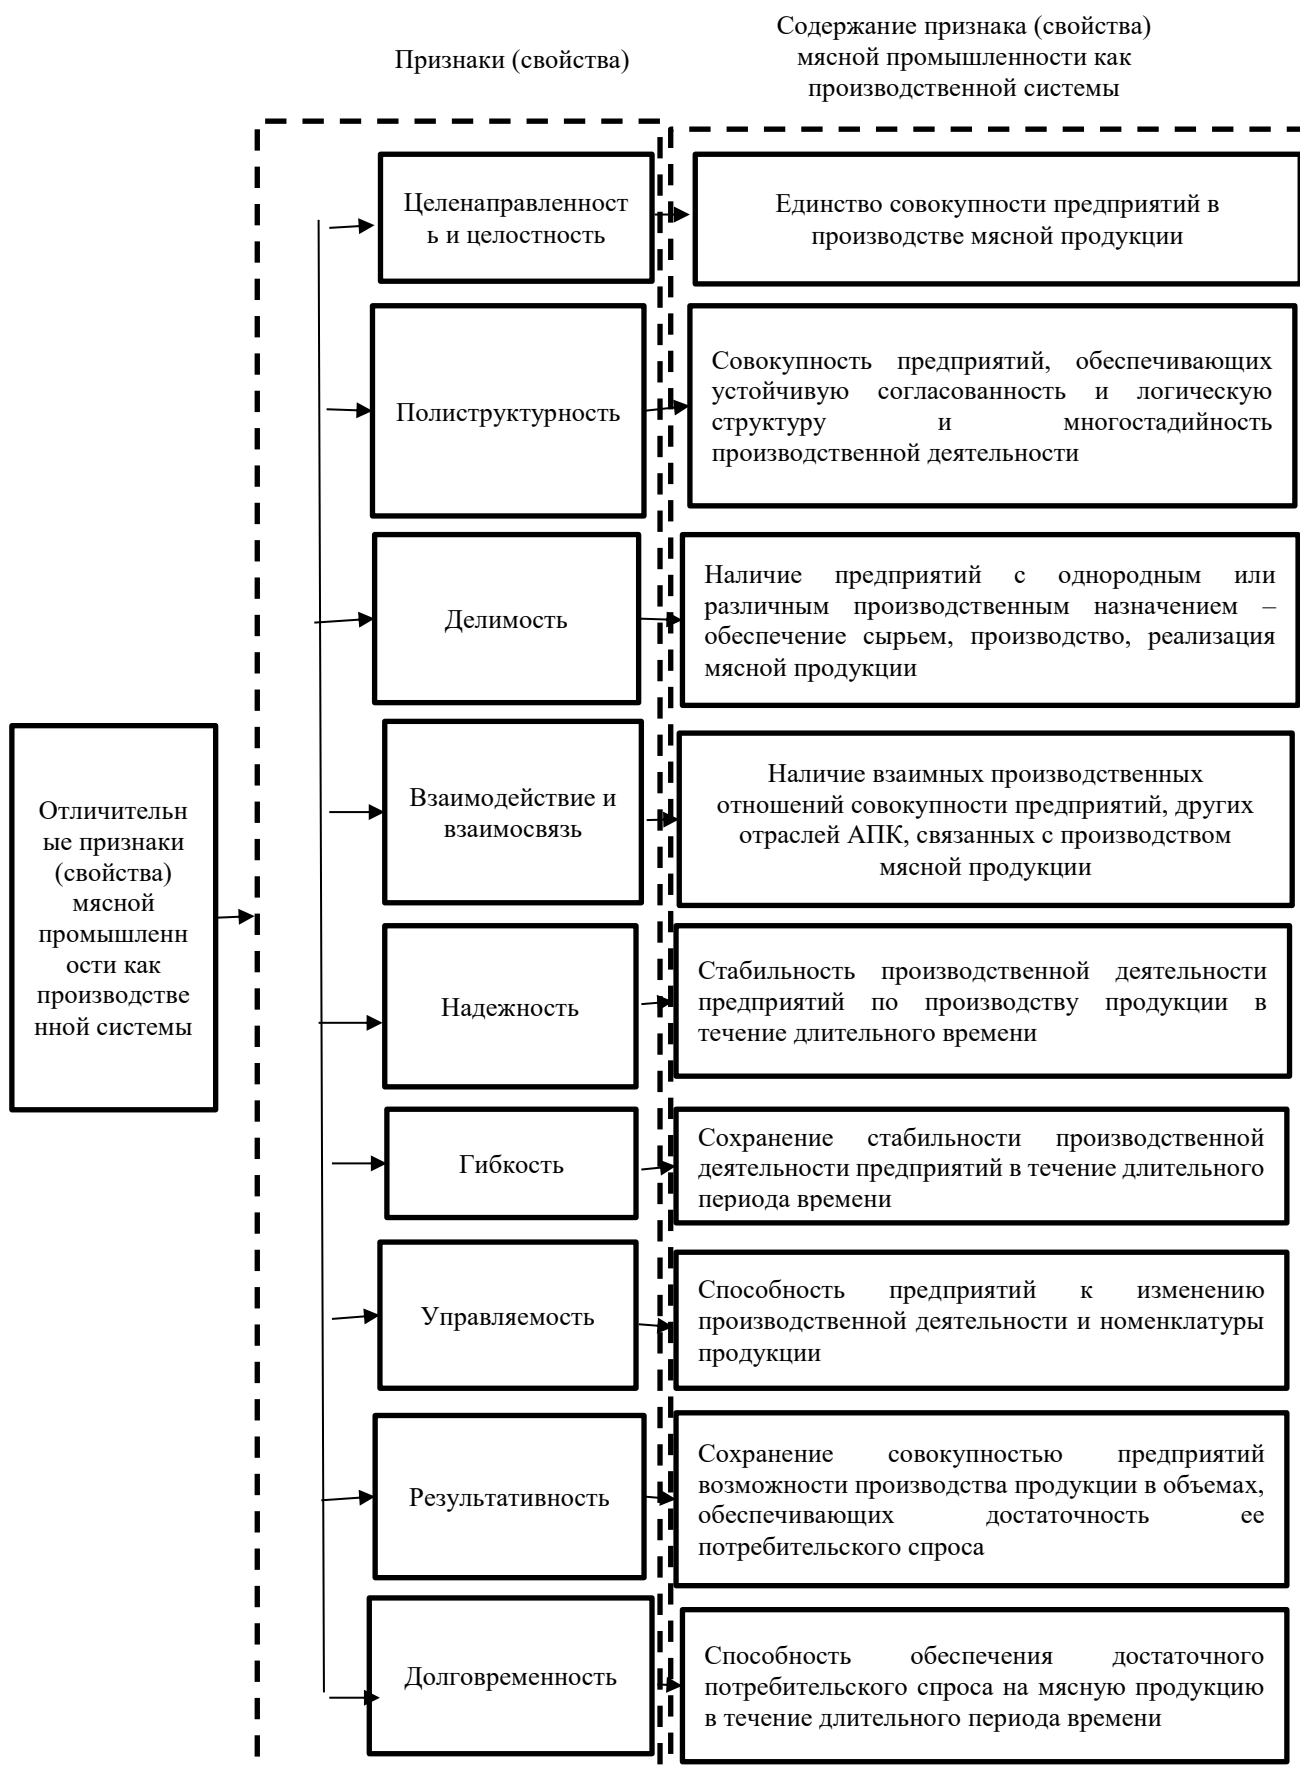 Признаки (свойства)
Содержание признака (свойства)
мясной промышленности как
производственной системы
Отличительн
ые признаки
(свойства)
мясной
промышленн
ости как
производстве
нной системы
Целенаправленност
ь и целостность
Единство совокупности предприятий в
производстве мясной продукции
Полиструктурность
Совокупность предприятий, обеспечивающих
устойчивую согласованность и логическую
структуру и многостадийность
производственной деятельности
Делимость
Наличие предприятий с однородным или
различным производственным назначением –
обеспечение сырьем, производство, реализация
мясной продукции
Взаимодействие и
взаимосвязь
Наличие взаимных производственных
отношений совокупности предприятий, других
отраслей АПК, связанных с производством
мясной продукции
Надежность
Стабильность производственной деятельности
предприятий по производству продукции в
течение длительного времени
Гибкость
Сохранение стабильности производственной
деятельности предприятий в течение длительного
периода времени
Управляемость
Способность предприятий к изменению
производственной деятельности и номенклатуры
продукции
Результативность
Сохранение совокупностью предприятий
возможности производства продукции в объемах,
обеспечивающих достаточность ее
потребительского спроса
Долговременность
Способность обеспечения достаточного
потребительского спроса на мясную продукцию
в течение длительного периода времени